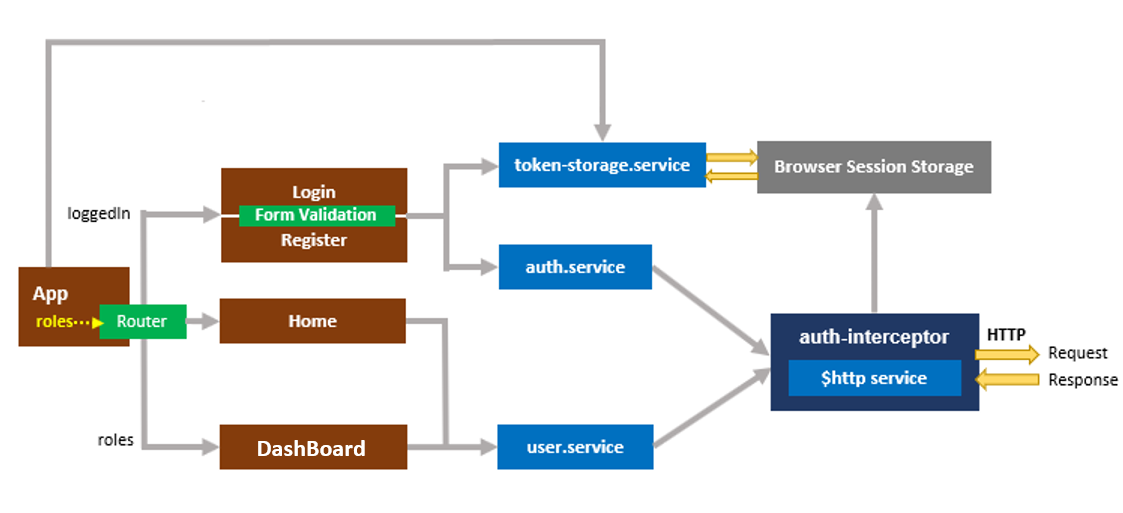 token-storage.service
Browser Session Storage
Login
loggedIn
Form Validation
Register
auth.service
App
roles
Router
Home
auth-interceptor
HTTP
Request
$http service
Response
roles
DashBoard
user.service